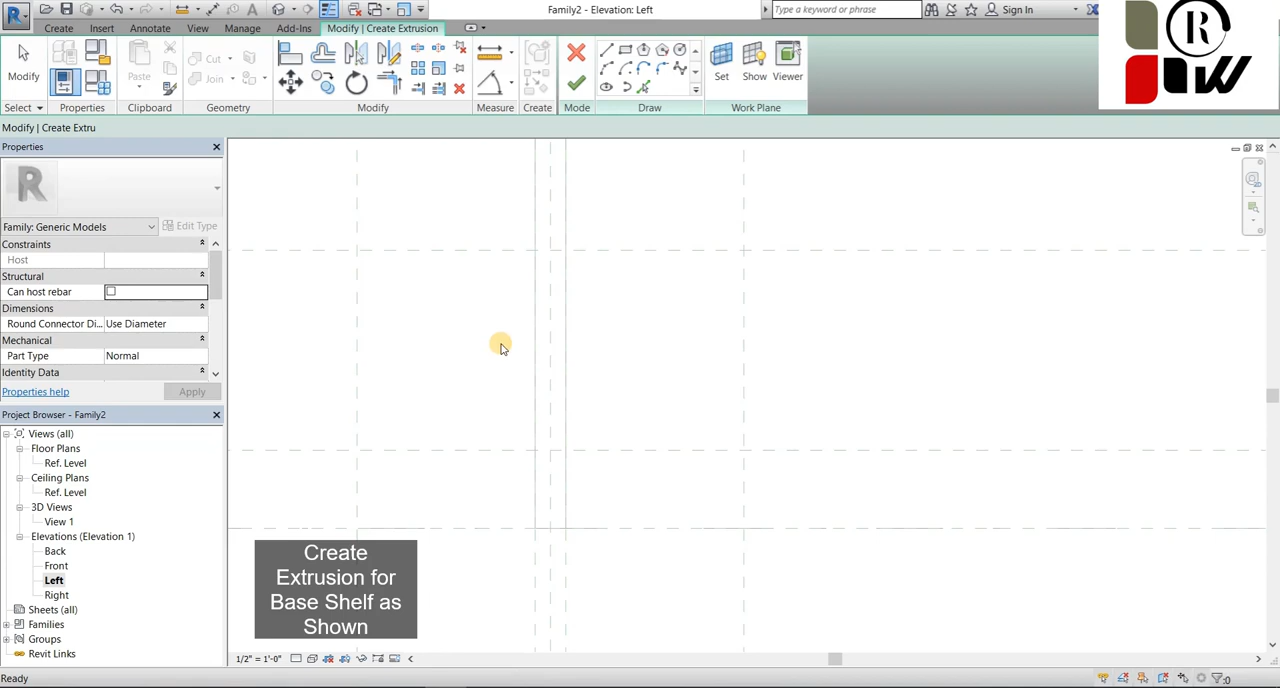 Family2 - Elevation: Left
Type a keyword or phrase
Sign In
Create
Insert
Annotate
View
Manage
Add-Ins
Modify | Create Extrusion
Modify
Paste
Cut
Join
Set
Show
Viewer
Select
Properties
Clipboard
Geometry
Modify
Measure
Create
Mode
Draw
Work Plane
R
W
Modify | Create Extru
Properties
R
Family: Generic Models
Edit Type
Constraints
Host
Structural
Can host rebar
Dimensions
Round Connector Di... Use Diameter
Mechanical
Part Type Normal
Identity Data
Properties help
Apply
Project Browser - Family2
Views (all)
Floor Plans
Ref. Level
Ceiling Plans
Ref. Level
3D Views
View 1
Elevations (Elevation 1)
Back
Front
Left
Right
Sheets (all)
Families
Groups
Revit Links
Create
Extrusion for
Base Shelf as
Shown
1/2" = 1'-0"
Ready
:0